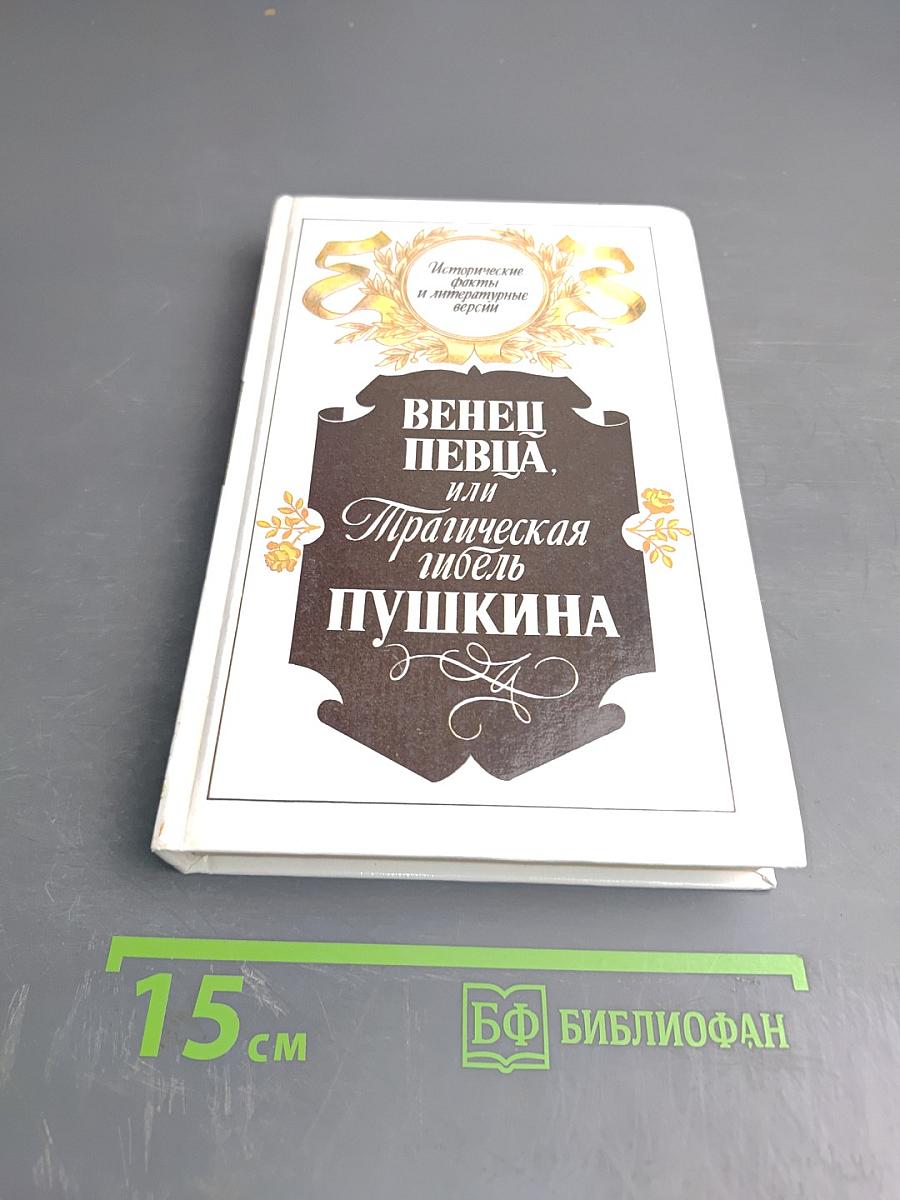 Исторические
факты
и литературные
версии
ВЕНЕЦ
ПЕВЦА,
или
Трагическая
гибель
ПУШКИНА
15 см
БФ БИБЛИОФАН